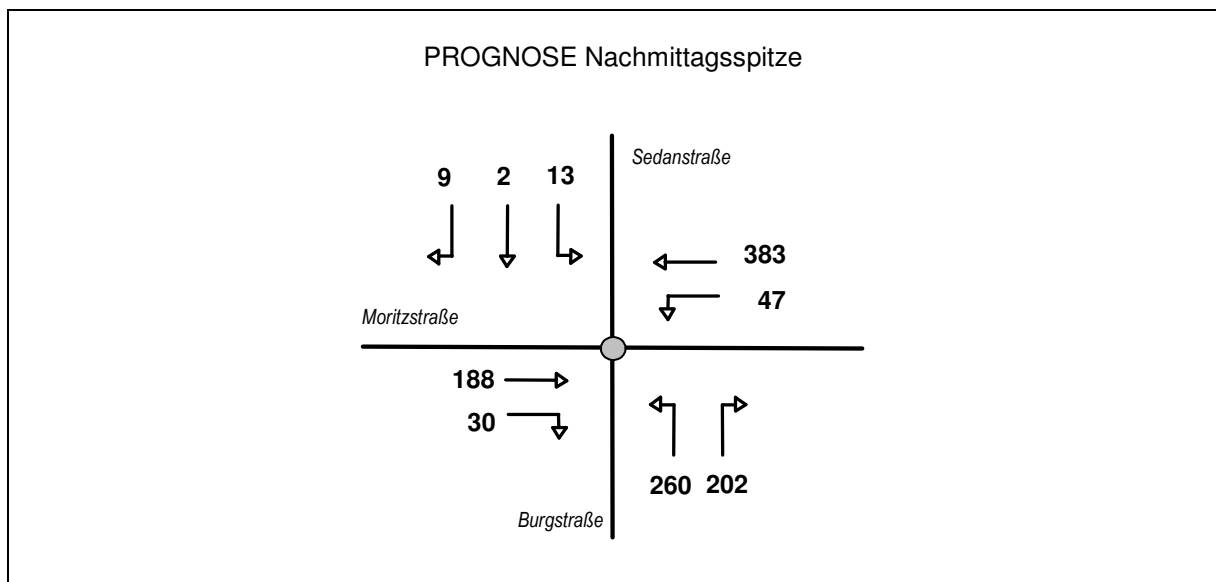 PROGNOSE Nachmittagsspitze
Sedanstraße
9 2 13
383
47
Moritzstraße
188
30
260 202
Burgstraße